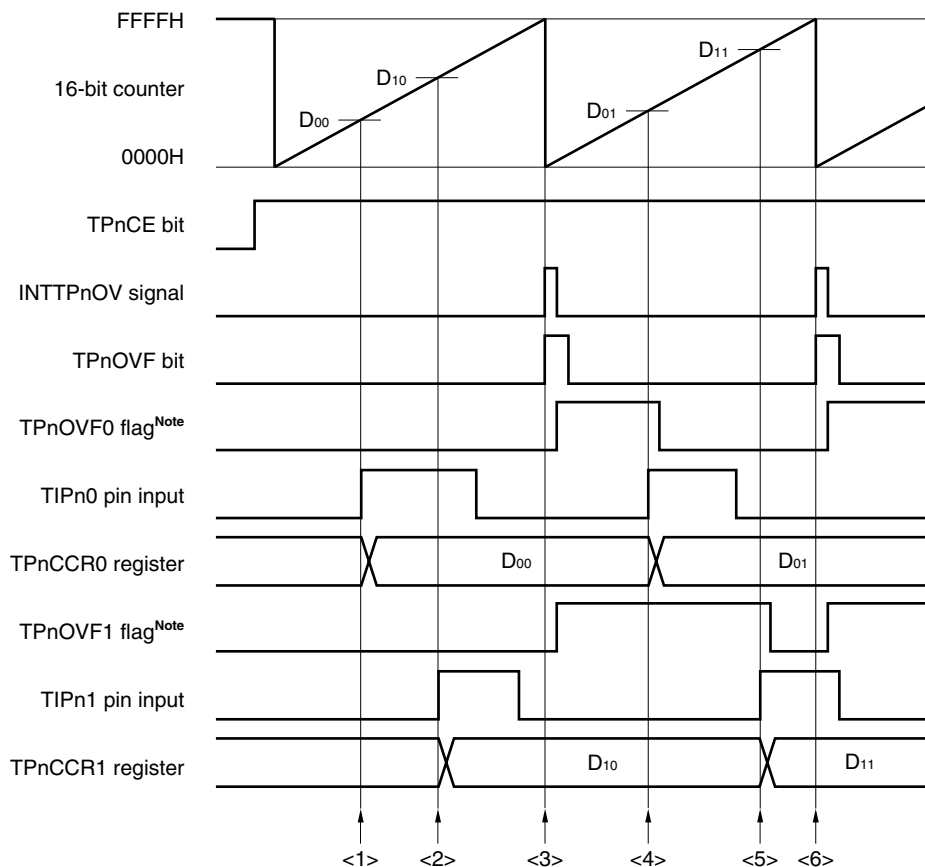 FFFFH
16-bit counter
0000H
D00
D10
D01
D11
TPnCE bit
INTTPnOV signal
TPnOVF bit
TPnOVF0 flagNote
TIPn0 pin input
TPnCCR0 register
D00
D01
TPnOVF1 flagNote
TIPn1 pin input
TPnCCR1 register
D10
D11
<1> <2> <3> <4> <5> <6>